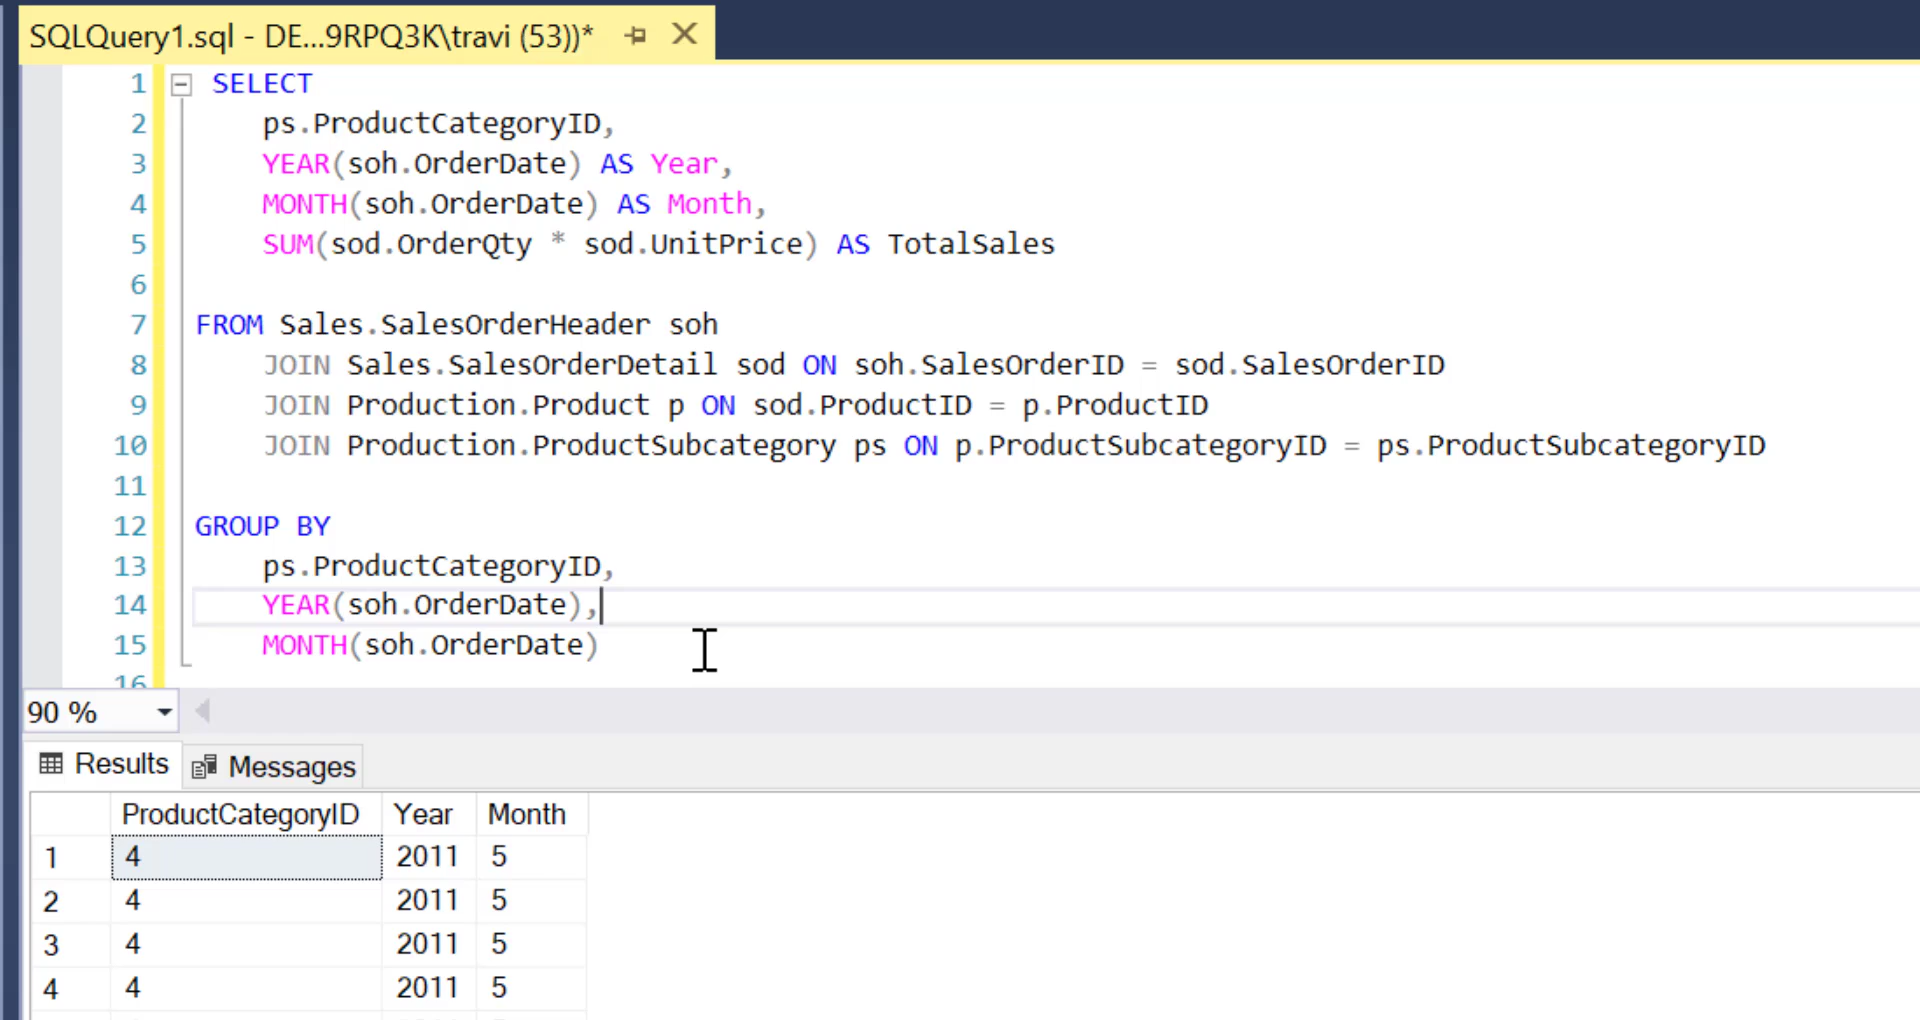 SQLQuery1.sql - DE...9RPQ3K\travi (53))*
1 SELECT
2 ps.ProductCategoryID,
3 YEAR(soh.OrderDate) AS Year,
4 MONTH(soh.OrderDate) AS Month,
5 SUM(sod.OrderQty * sod.UnitPrice) AS TotalSales
6
7 FROM Sales.SalesOrderHeader soh
8 JOIN Sales.SalesOrderDetail sod ON soh.SalesOrderID = sod.SalesOrderID
9 JOIN Production.Product p ON sod.ProductID = p.ProductID
10 JOIN Production.ProductSubcategory ps ON p.ProductSubcategoryID = ps.ProductSubcategoryID
11
12 GROUP BY
13 ps.ProductCategoryID,
14 YEAR(soh.OrderDate),
15 MONTH(soh.OrderDate)
16
90 %
Results Messages
ProductCategoryID Year Month
1 4 2011 5
2 4 2011 5
3 4 2011 5
4 4 2011 5